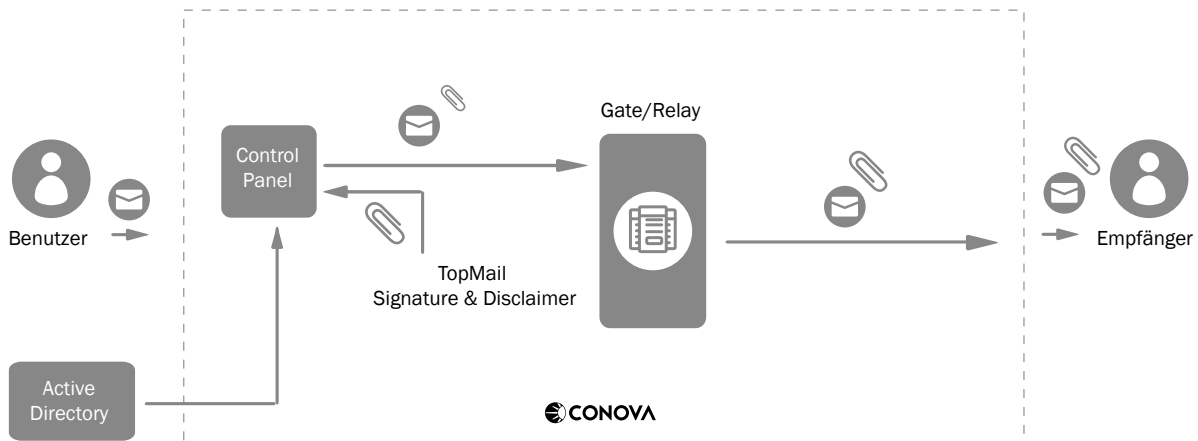 Gate/Relay
Control
Panel
Benutzer
Empfänger
TopMail
Signature & Disclaimer
Active
Directory
CONOVA